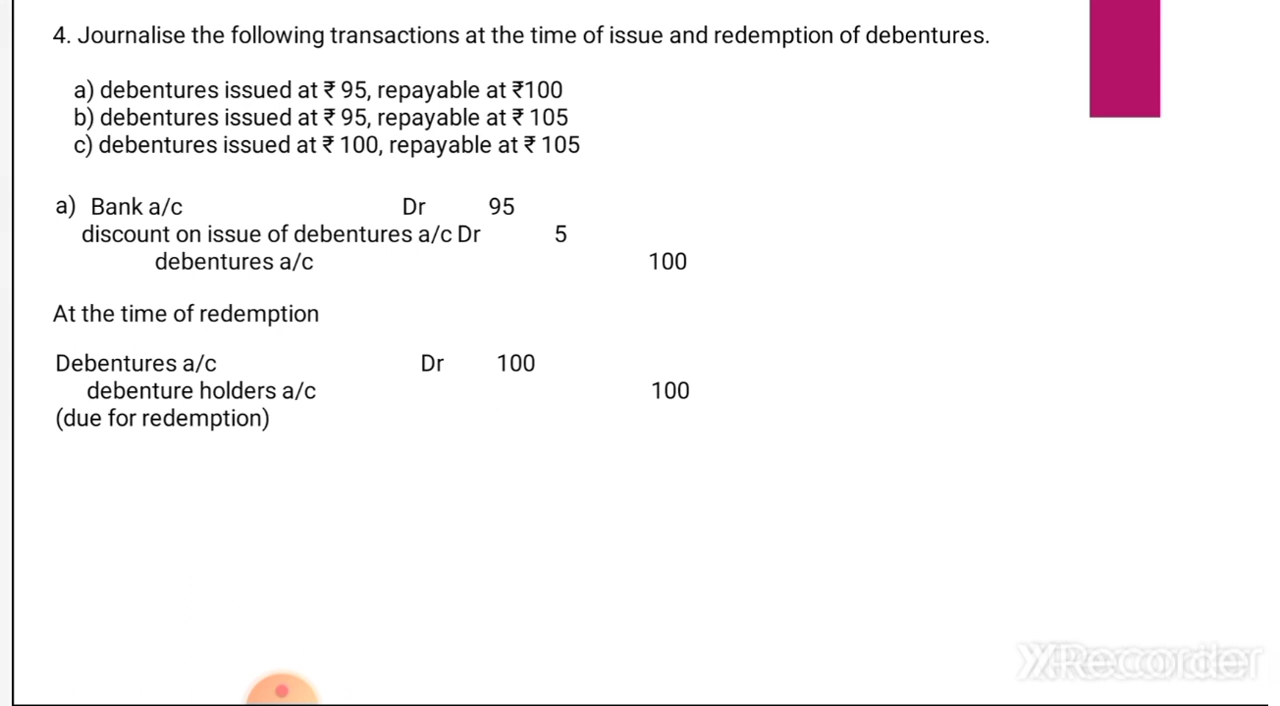 4. Journalise the following transactions at the time of issue and redemption of debentures.
a) debentures issued at ₹ 95, repayable at ₹100
b) debentures issued at ₹ 95, repayable at ₹ 105
c) debentures issued at ₹ 100, repayable at ₹ 105
a) Bank a/c Dr 95
discount on issue of debentures a/c Dr 5
debentures a/c 100
At the time of redemption
Debentures a/c Dr 100
debenture holders a/c 100
(due for redemption)
XRecorder